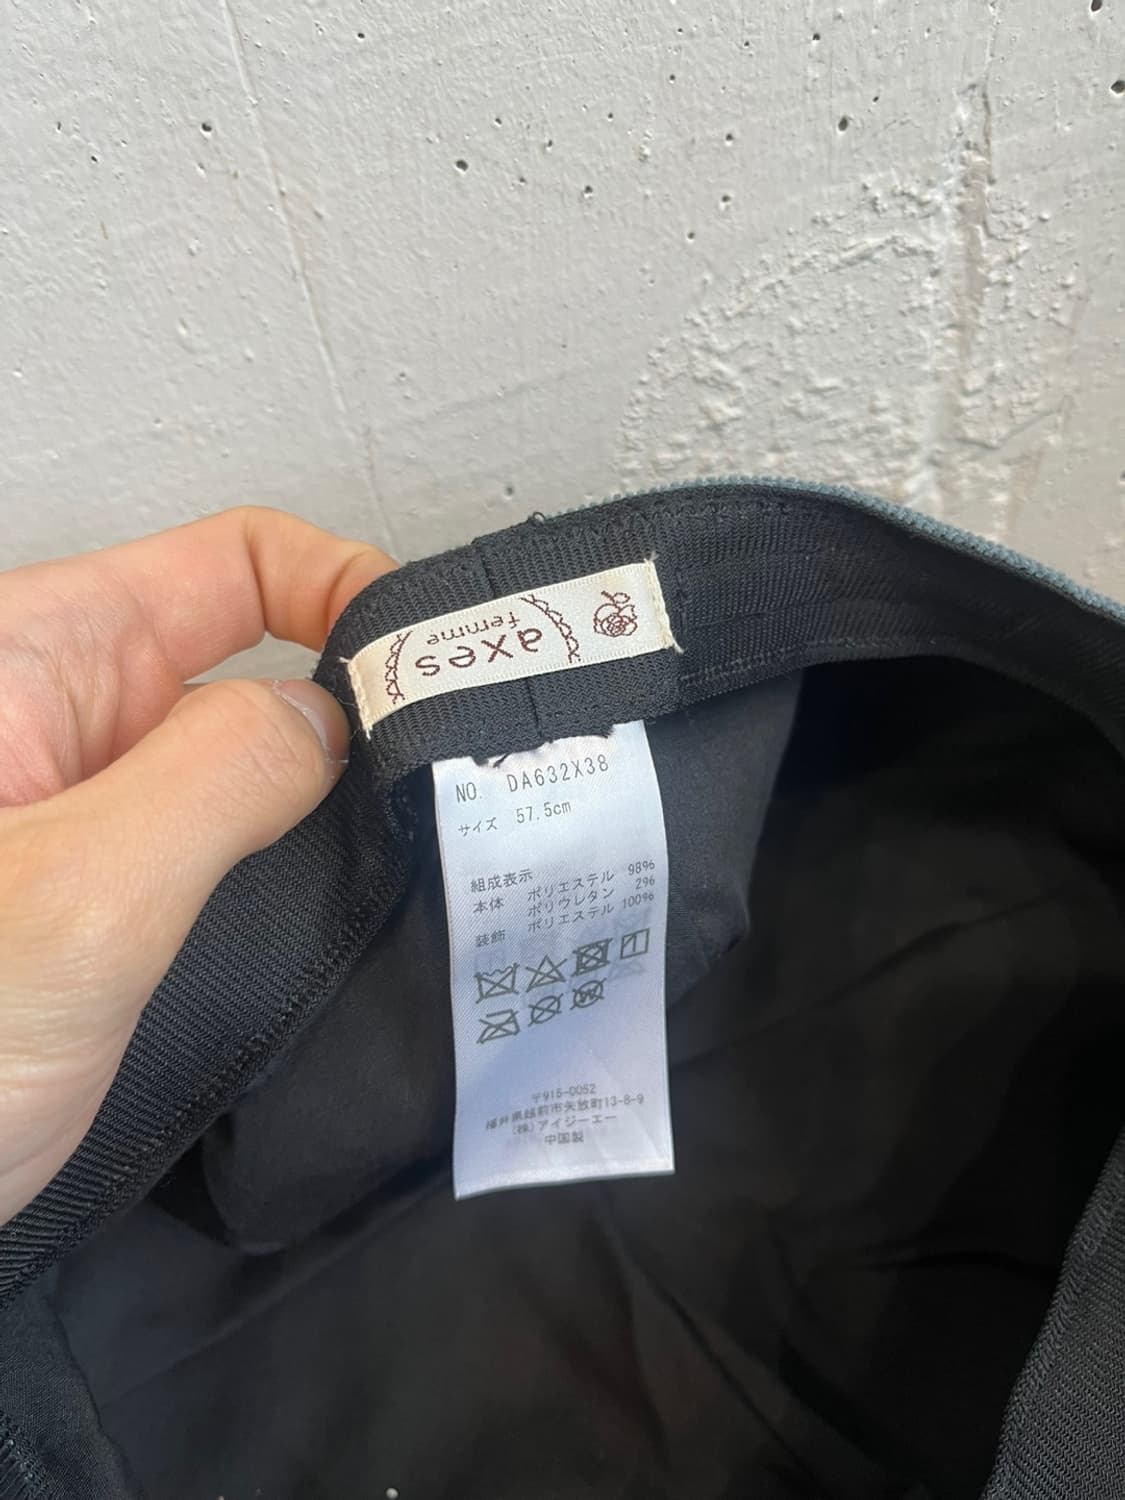 axes
femme
NO. DA632X38
サイズ 57.5cm
組成表示
本体 ポリエステル 98%
ポリウレタン 2%
装飾 ポリエステル 100%
〒915-0052
福井県越前市矢放町13-8-9
(株)アイジーエー
中国製